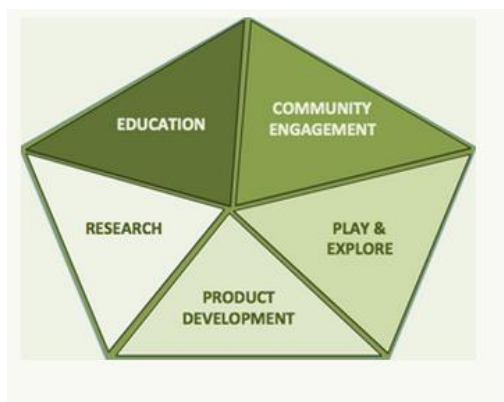 EDUCATION
COMMUNITY
ENGAGEMENT
RESEARCH
PLAY &
EXPLORE
PRODUCT
DEVELOPMENT